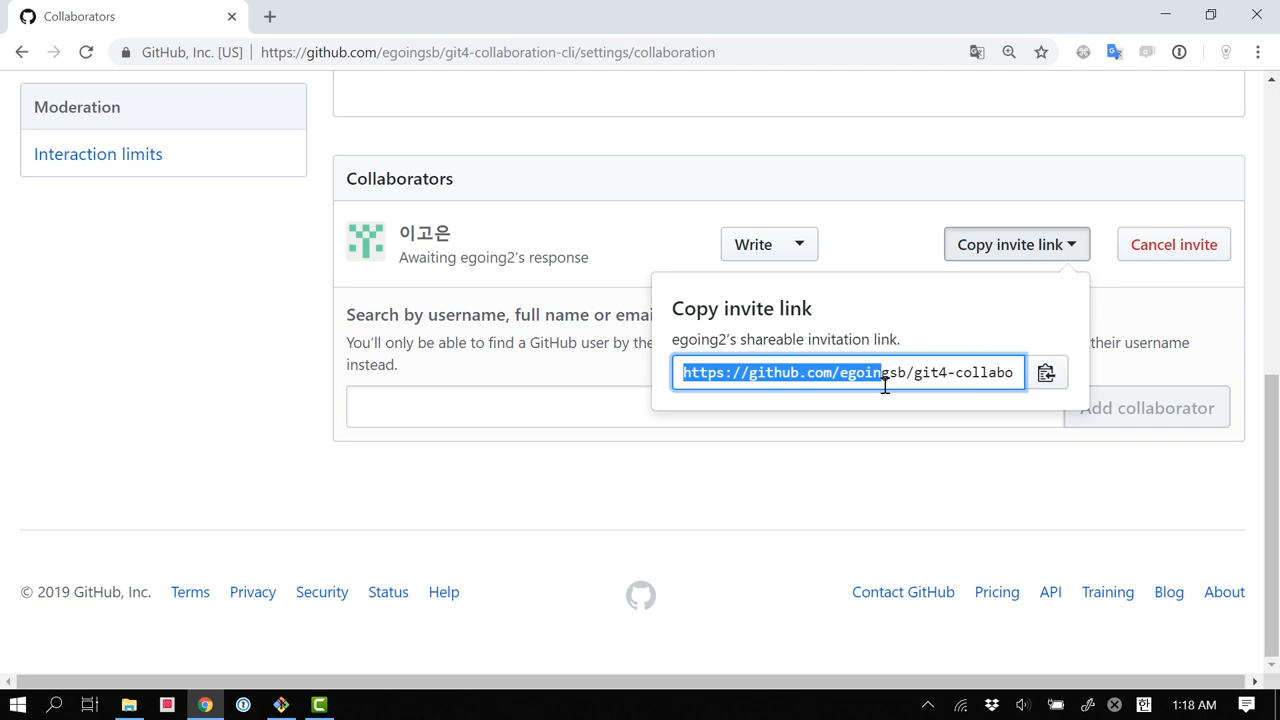 Collaborators
GitHub, Inc. [US]
https://github.com/egoingsb/git4-collaboration-cli/settings/collaboration
Moderation
Interaction limits
Collaborators
이고은
Awaiting egoing2's response
Write
Copy invite link
Cancel invite
Copy invite link
egoing2's shareable invitation link.
https://github.com/egoingsb/git4-collabo
Search by username, full name or emai
You'll only be able to find a GitHub user by the
their username
instead.
Add collaborator
© 2019 GitHub, Inc.
Terms
Privacy
Security
Status
Help
Contact GitHub
Pricing
API
Training
Blog
About
한
1:18 AM